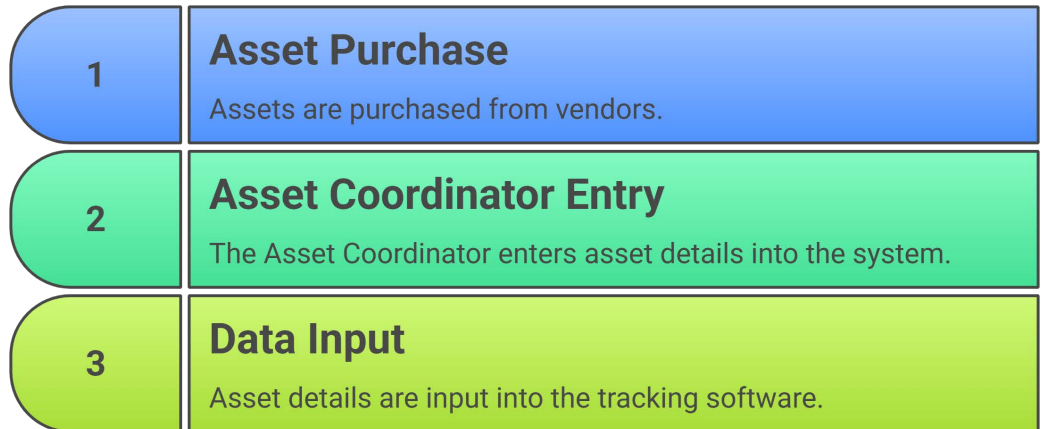 1
Asset Purchase
Assets are purchased from vendors.
2
Asset Coordinator Entry
The Asset Coordinator enters asset details into the system.
3
Data Input
Asset details are input into the tracking software.